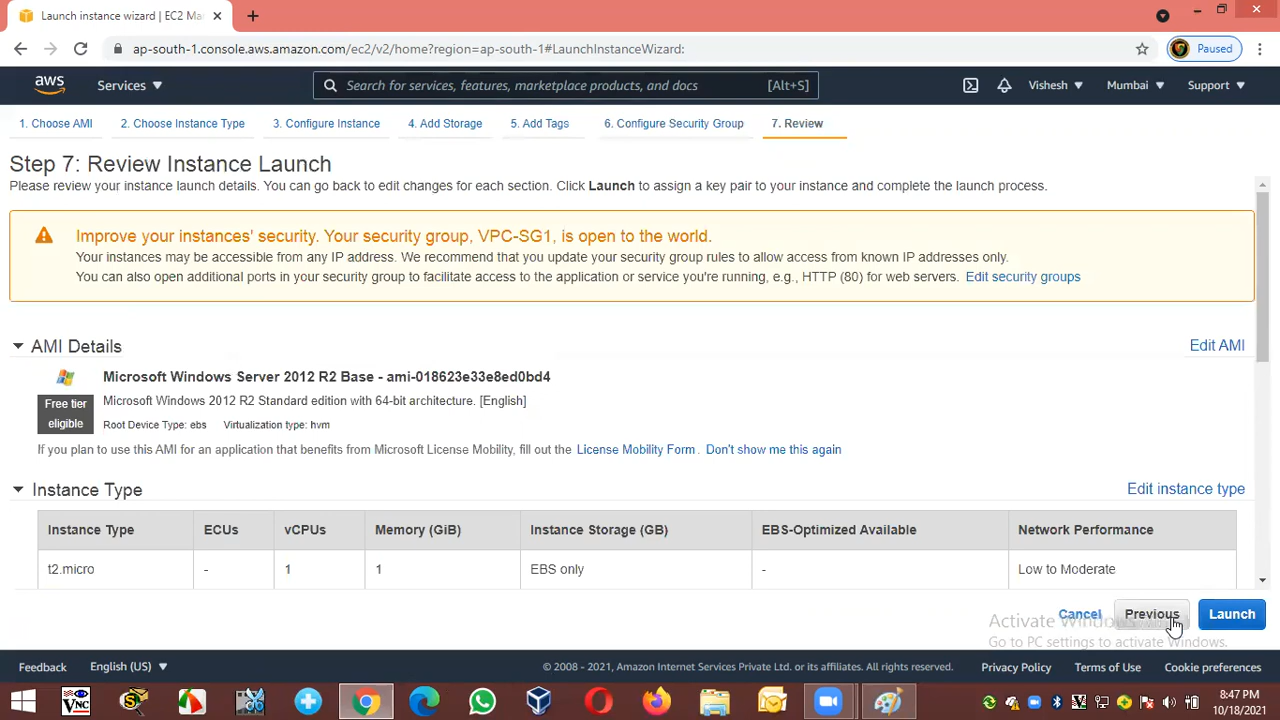 Launch instance wizard | EC2 Ma
ap-south-1.console.aws.amazon.com/ec2/v2/home?region=ap-south-1#LaunchInstanceWizard:
Paused
aws
Services
Search for services, features, marketplace products, and docs
[Alt+S]
Vishesh
Mumbai
Support
1. Choose AMI
2. Choose Instance Type
3. Configure Instance
4. Add Storage
5. Add Tags
6. Configure Security Group
7. Review
Step 7: Review Instance Launch
Please review your instance launch details. You can go back to edit changes for each section. Click Launch to assign a key pair to your instance and complete the launch process.
Improve your instances' security. Your security group, VPC-SG1, is open to the world.
Your instances may be accessible from any IP address. We recommend that you update your security group rules to allow access from known IP addresses only.
You can also open additional ports in your security group to facilitate access to the application or service you're running, e.g., HTTP (80) for web servers. Edit security groups
AMI Details
Edit AMI
Microsoft Windows Server 2012 R2 Base - ami-018623e33e8ed0bd4
Free tier eligible
Microsoft Windows 2012 R2 Standard edition with 64-bit architecture. [English]
Root Device Type: ebs Virtualization type: hvm
If you plan to use this AMI for an application that benefits from Microsoft License Mobility, fill out the License Mobility Form . Don't show me this again
Instance Type
Edit instance type
Instance Type ECUs vCPUs Memory (GiB) Instance Storage (GB) EBS-Optimized Available Network Performance
t2.micro - 1 1 EBS only - Low to Moderate
Cancel
Previous
Launch
Activate Windows
Go to PC settings to activate Windows.
Feedback
English (US)
© 2008 - 2021, Amazon Internet Services Private Ltd. or its affiliates. All rights reserved.
Privacy Policy
Terms of Use
Cookie preferences
8:47 PM
10/18/2021